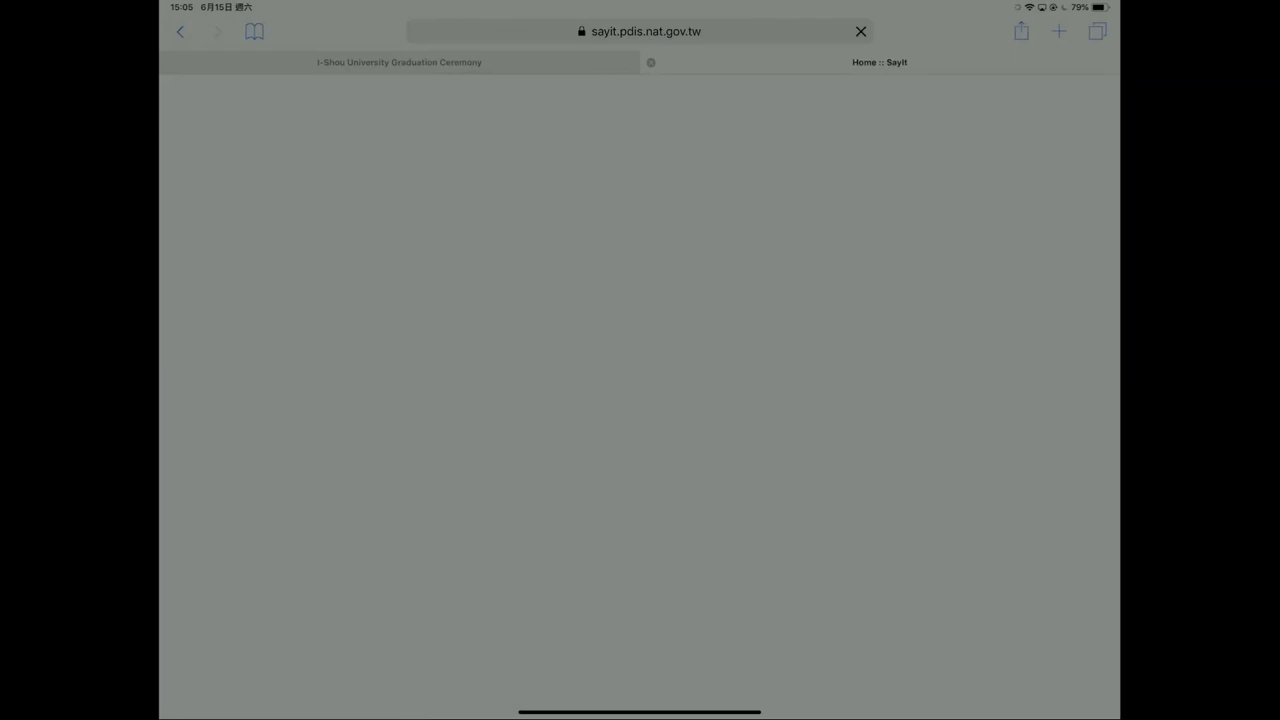 15:05 6月15日 週六
79%
sayit.pdis.nat.gov.tw
I-Shou University Graduation Ceremony
Home :: SayIt